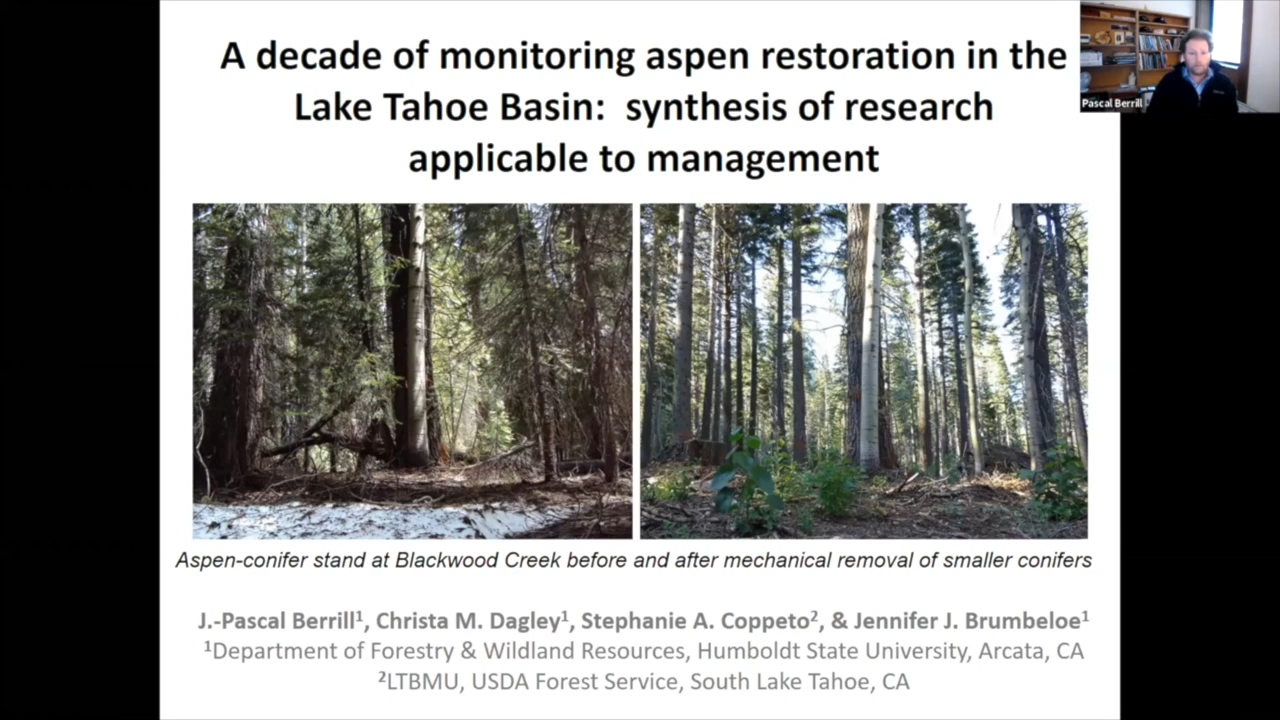 A decade of monitoring aspen restoration in the
Lake Tahoe Basin:  synthesis of research
applicable to management
Pascal Berrill
Aspen-conifer stand at Blackwood Creek before and after mechanical removal of smaller conifers
J.-Pascal Berrill¹, Christa M. Dagley¹, Stephanie A. Coppeto², & Jennifer J. Brumbeloe¹
¹Department of Forestry & Wildland Resources, Humboldt State University, Arcata, CA
²LTBMU, USDA Forest Service, South Lake Tahoe, CA